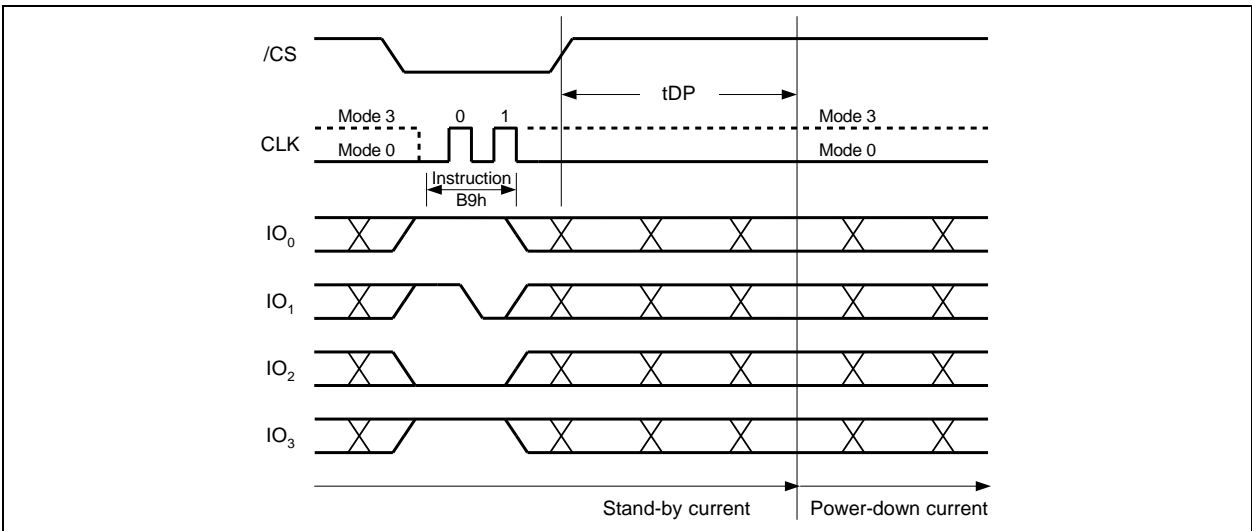 /CS
tDP
Mode 3 0 1 Mode 3
CLK
Mode 0 Mode 0
Instruction
B9h
IO0
IO1
IO2
IO3
Stand-by current Power-down current